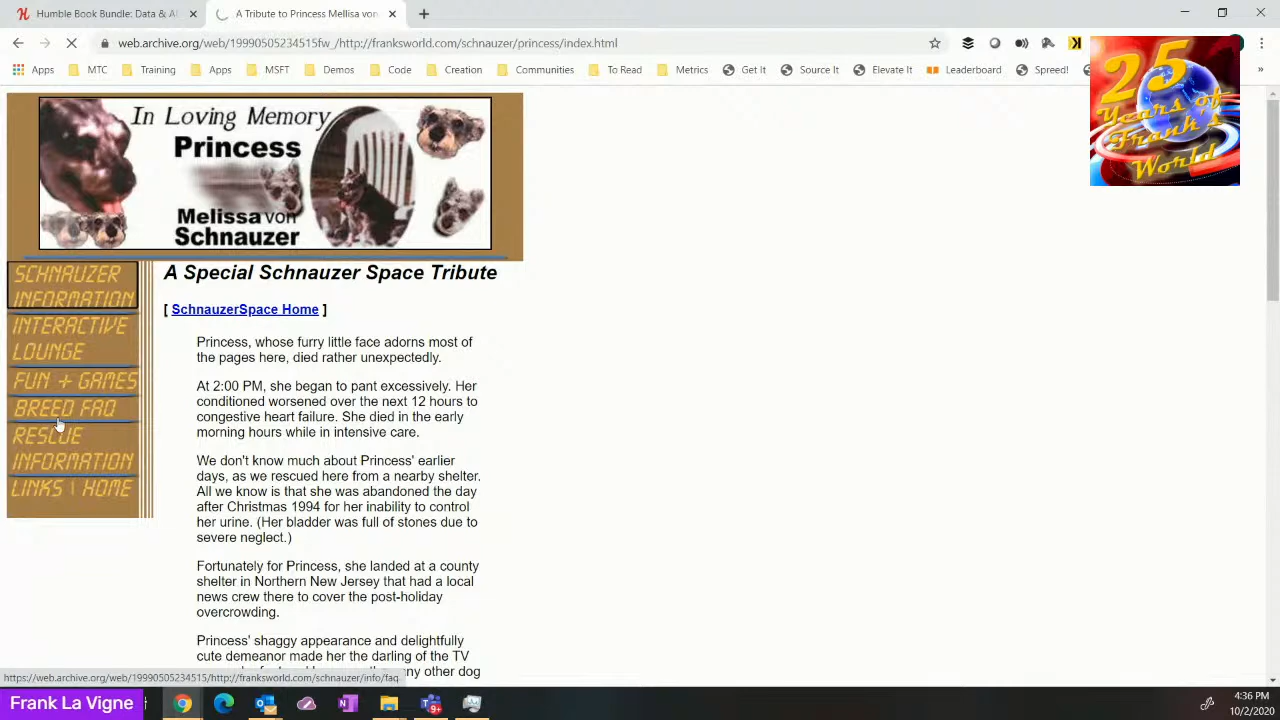 Humble Book Bundle: Data & A
A Tribute to Princess Mellisa von
web.archive.org/web/19990505234515fw_/http://franksworld.com/schnauzer/princess/index.html
Apps
MTC
Training
Apps
MSFT
Demos
Code
Creation
Communities
To Read
Metrics
Get It
Source It
Elevate It
Leaderboard
Spread!
25
Years of
Frank's
World
In Loving Memory
Princess
Melissa von
Schnauzer
SCHNAUZER
INFORMATION
INTERACTIVE
LOUNGE
FUN + GAMES
BREED FAQ
RESCUE
INFORMATION
LINKS | HOME
A Special Schnauzer Space Tribute
[ SchnauzerSpace Home ]
Princess, whose furry little face adorns most of
the pages here, died rather unexpectedly.
At 2:00 PM, she began to pant excessively. Her
conditioned worsened over the next 12 hours to
congestive heart failure. She died in the early
morning hours while in intensive care.
We don't know much about Princess' earlier
days, as we rescued here from a nearby shelter.
All we know is that she was abandoned the day
after Christmas 1994 for her inability to control
her urine. (Her bladder was full of stones due to
severe neglect.)
Fortunately for Princess, she landed at a county
shelter in Northern New Jersey that had a local
news crew there to cover the post-holiday
overcrowding.
Princess' shaggy appearance and delightfully
cute demeanor made her the darling of the TV
ny other dog
https://web.archive.org/web/19990505234515/http://franksworld.com/schnauzer/info/faq
Frank La Vigne
9+
4:36 PM
10/2/2020